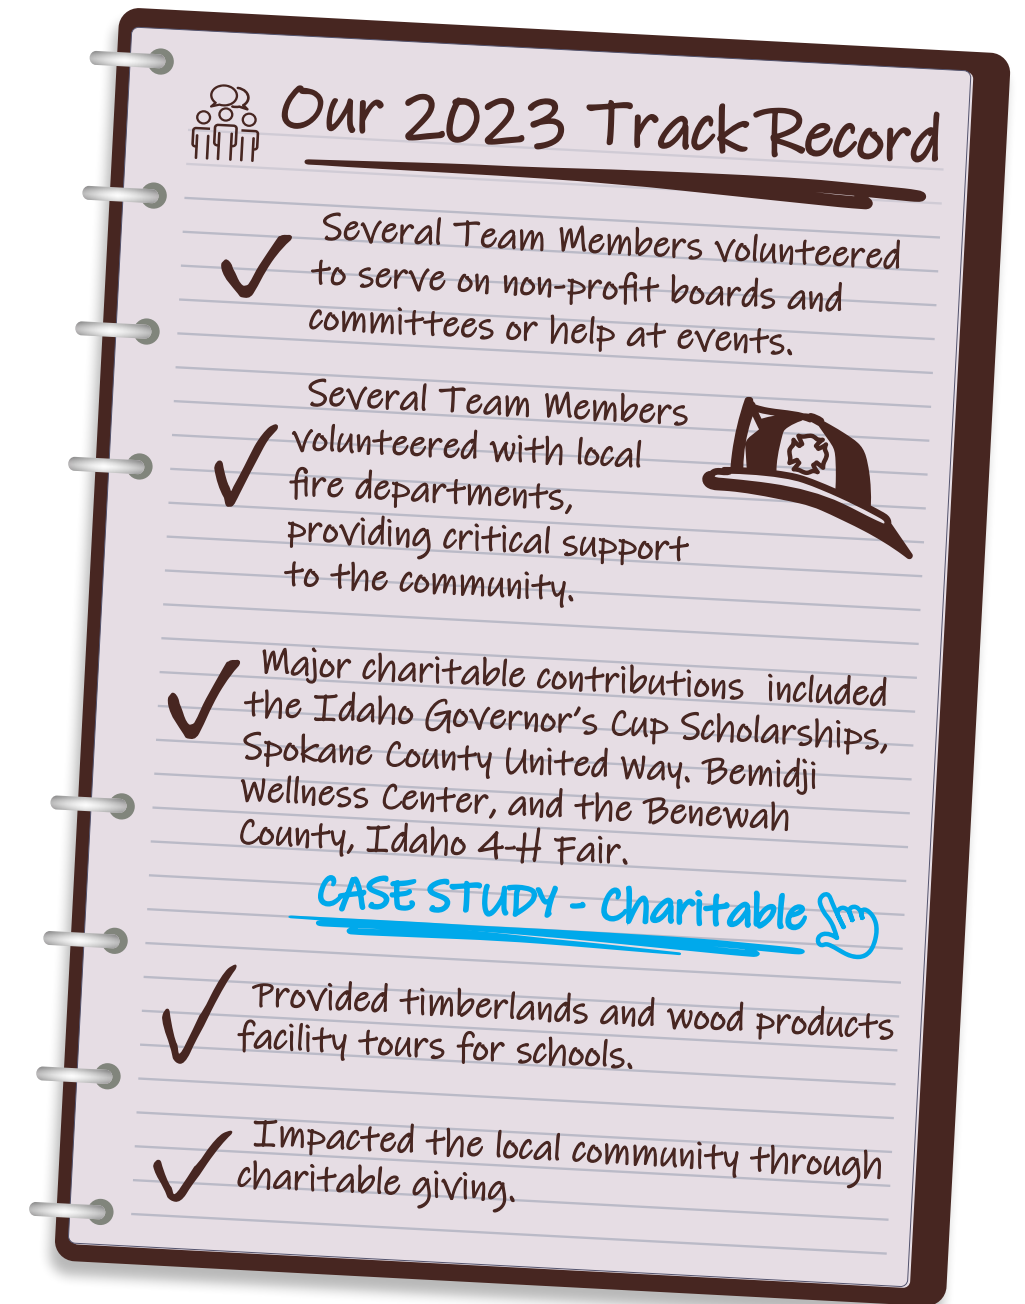 Our 2023 Track Record
Several Team Members volunteered
to serve on non-profit boards and
committees or help at events.
Several Team Members
volunteered with local
fire departments,
providing critical support
to the community.
Major charitable contributions included
the Idaho Governor's Cup Scholarships,
Spokane County United Way. Bemidji
Wellness Center, and the Benewah
County, Idaho 4-H Fair.
CASE STUDY - Charitable
Provided timberlands and wood products
facility tours for schools.
Impacted the local community through
charitable giving.